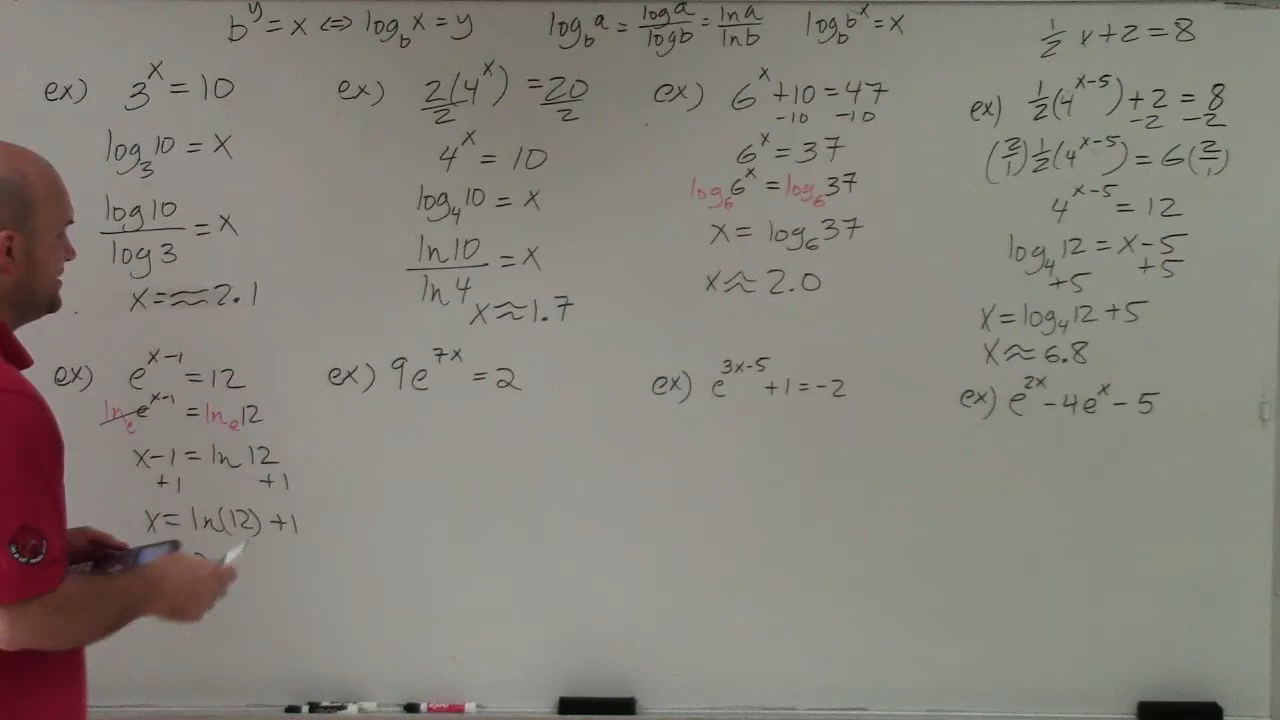 b^y = x ⇔ log_b x = y
log_b a = log a / log b = ln a / ln b
log_b b^x = x
1/2 x + 2 = 8
ex) 3^x = 10
log_3 10 = x
log 10 / log 3 = x
x = ≈ 2.1
ex) 2(4^x) / 2 = 20 / 2
4^x = 10
log_4 10 = x
ln 10 / ln 4 = x
x ≈ 1.7
ex) 6^x + 10 = 47
-10 -10
6^x = 37
log_6 6^x = log_6 37
x = log_6 37
x ≈ 2.0
ex) 1/2 (4^{x-5}) + 2 = 8
-2 -2
(2/1) 1/2 (4^{x-5}) = 6 (2/1)
4^{x-5} = 12
log_4 12 = x - 5
+5 +5
x = log_4 12 + 5
x ≈ 6.8
ex) e^{x-1} = 12
ln_e e^{x-1} = ln_e 12
x - 1 = ln 12
+1 +1
x = ln(12) + 1
ex) 9e^{7x} = 2
ex) e^{3x-5} + 1 = -2
ex) e^{2x} - 4e^x - 5